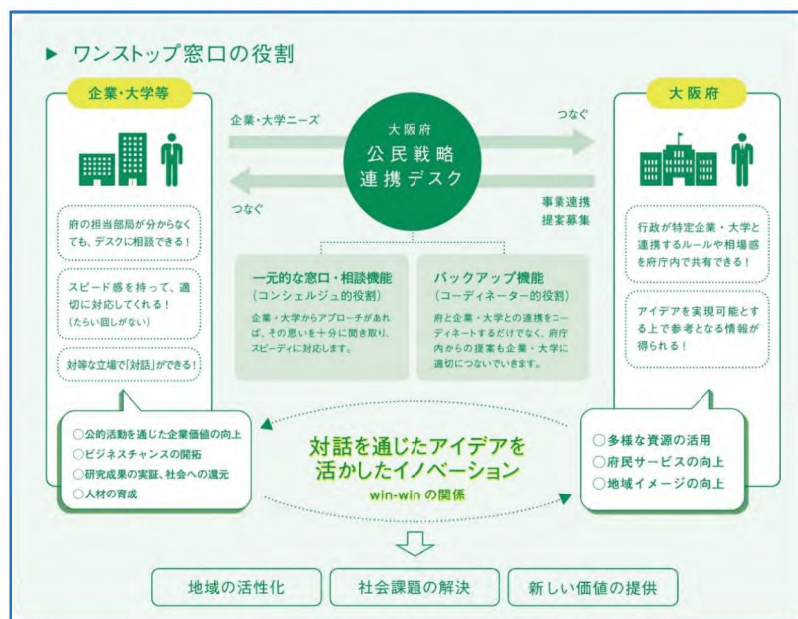 ▶ ワンストップ窓口の役割
企業・大学等
府の担当部局が分からなく
ても、デスクに相談できる！
スピード感を持って、適
切に対応してくれる！
（たらい回しがない）
対等な立場で「対話」ができる！
○公的活動を通じた企業価値の向上
○ビジネスチャンスの開拓
○研究成果の実証、社会への還元
○人材の育成
企業・大学ニーズ
つなぐ
大阪府
公民戦略
連携デスク
つなぐ
事業連携
提案募集
一元的な窓口・相談機能
（コンシェルジュ的役割）
企業・大学からアプローチがあれ
ば、その思いを十分に聞き取り、
スピーディに対応します。
バックアップ機能
（コーディネーター的役割）
府と企業・大学との連携をコー
ディネートするだけでなく、府庁
内からの提案も企業・大学に
適切につないでいきます。
大阪府
行政が特定企業・大学と
連携するルールや相場感
を府庁内で共有できる！
アイデアを実現可能とす
る上で参考となる情報が
得られる！
○多様な資源の活用
○府民サービスの向上
○地域イメージの向上
対話を通じたアイデアを
活かしたイノベーション
win-win の関係
地域の活性化
社会課題の解決
新しい価値の提供